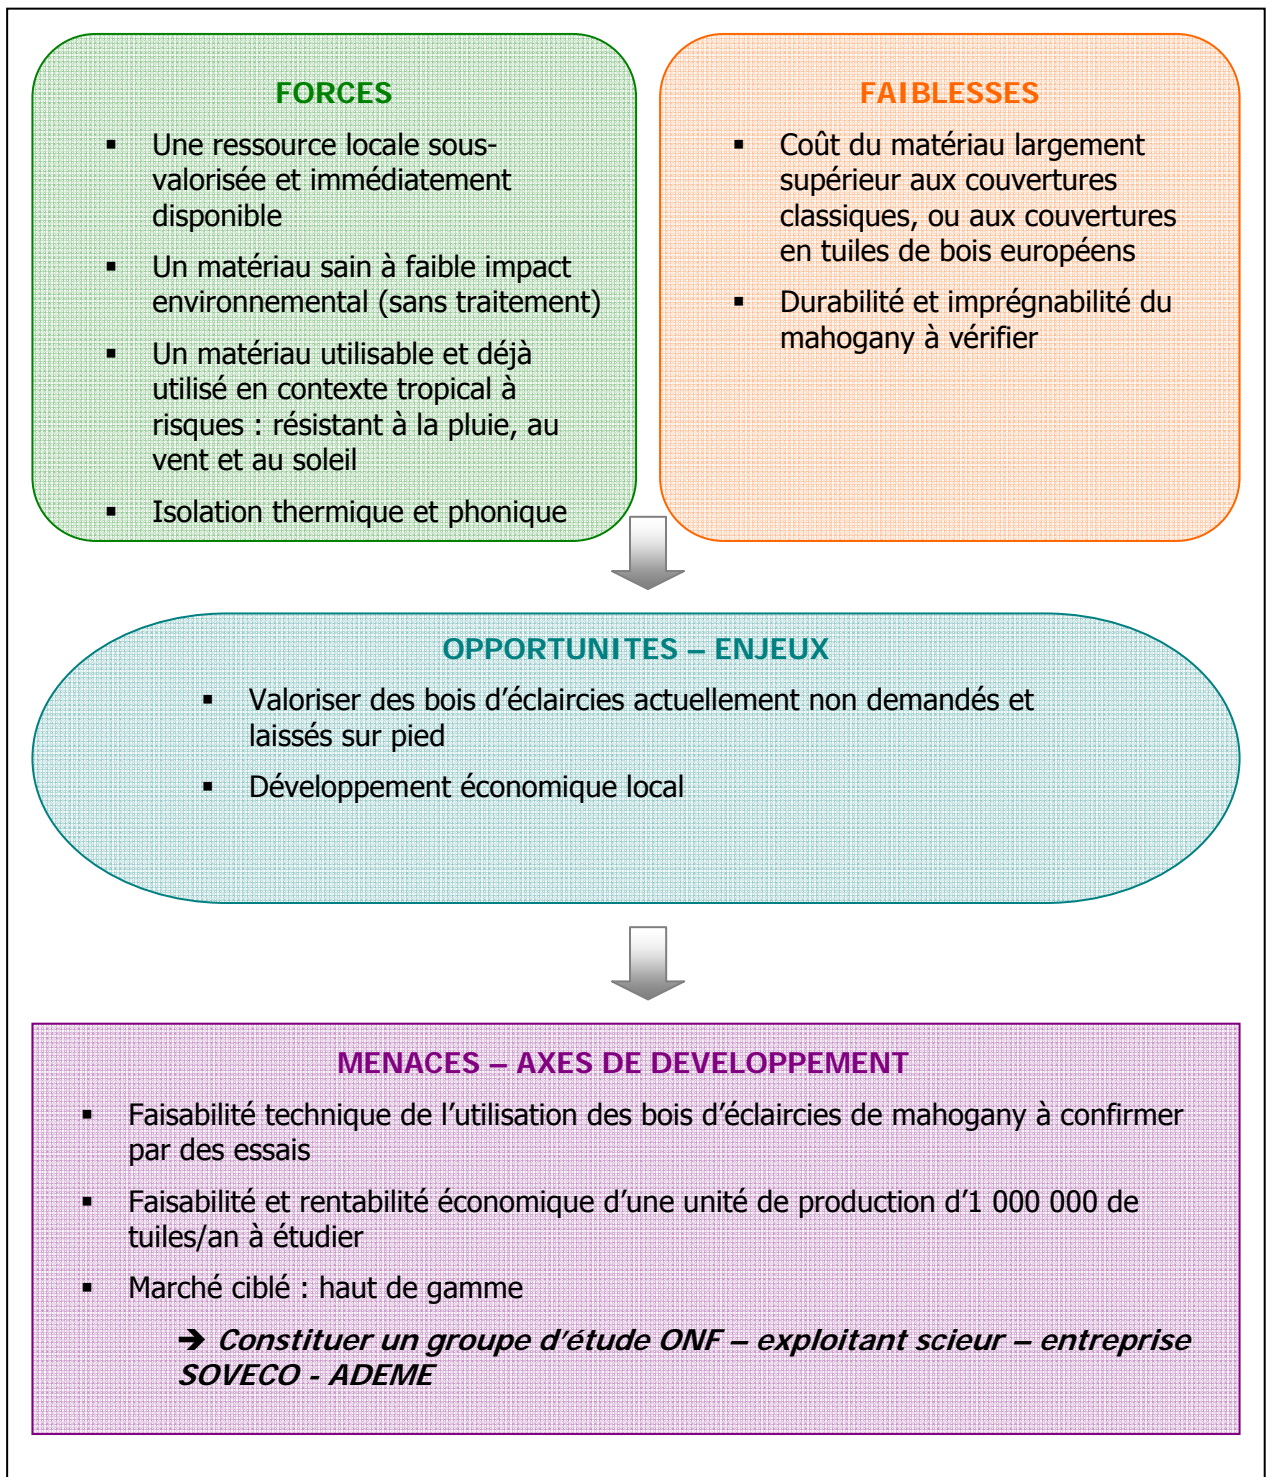 FORCES
▪ Une ressource locale sous-
valorisée et immédiatement
disponible
▪ Un matériau sain à faible impact
environnemental (sans traitement)
▪ Un matériau utilisable et déjà
utilisé en contexte tropical à
risques : résistant à la pluie, au
vent et au soleil
▪ Isolation thermique et phonique
FAIBLESSES
▪ Coût du matériau largement
supérieur aux couvertures
classiques, ou aux couvertures
en tuiles de bois européens
▪ Durabilité et imprégnabilité du
mahogany à vérifier
OPPORTUNITES – ENJEUX
▪ Valoriser des bois d’éclaircies actuellement non demandés et
laissés sur pied
▪ Développement économique local
MENACES – AXES DE DEVELOPPEMENT
▪ Faisabilité technique de l’utilisation des bois d’éclaircies de mahogany à confirmer
par des essais
▪ Faisabilité et rentabilité économique d’une unité de production d’1 000 000 de
tuiles/an à étudier
▪ Marché ciblé : haut de gamme
➔ Constituer un groupe d’étude ONF – exploitant scieur – entreprise
SOVECO - ADEME